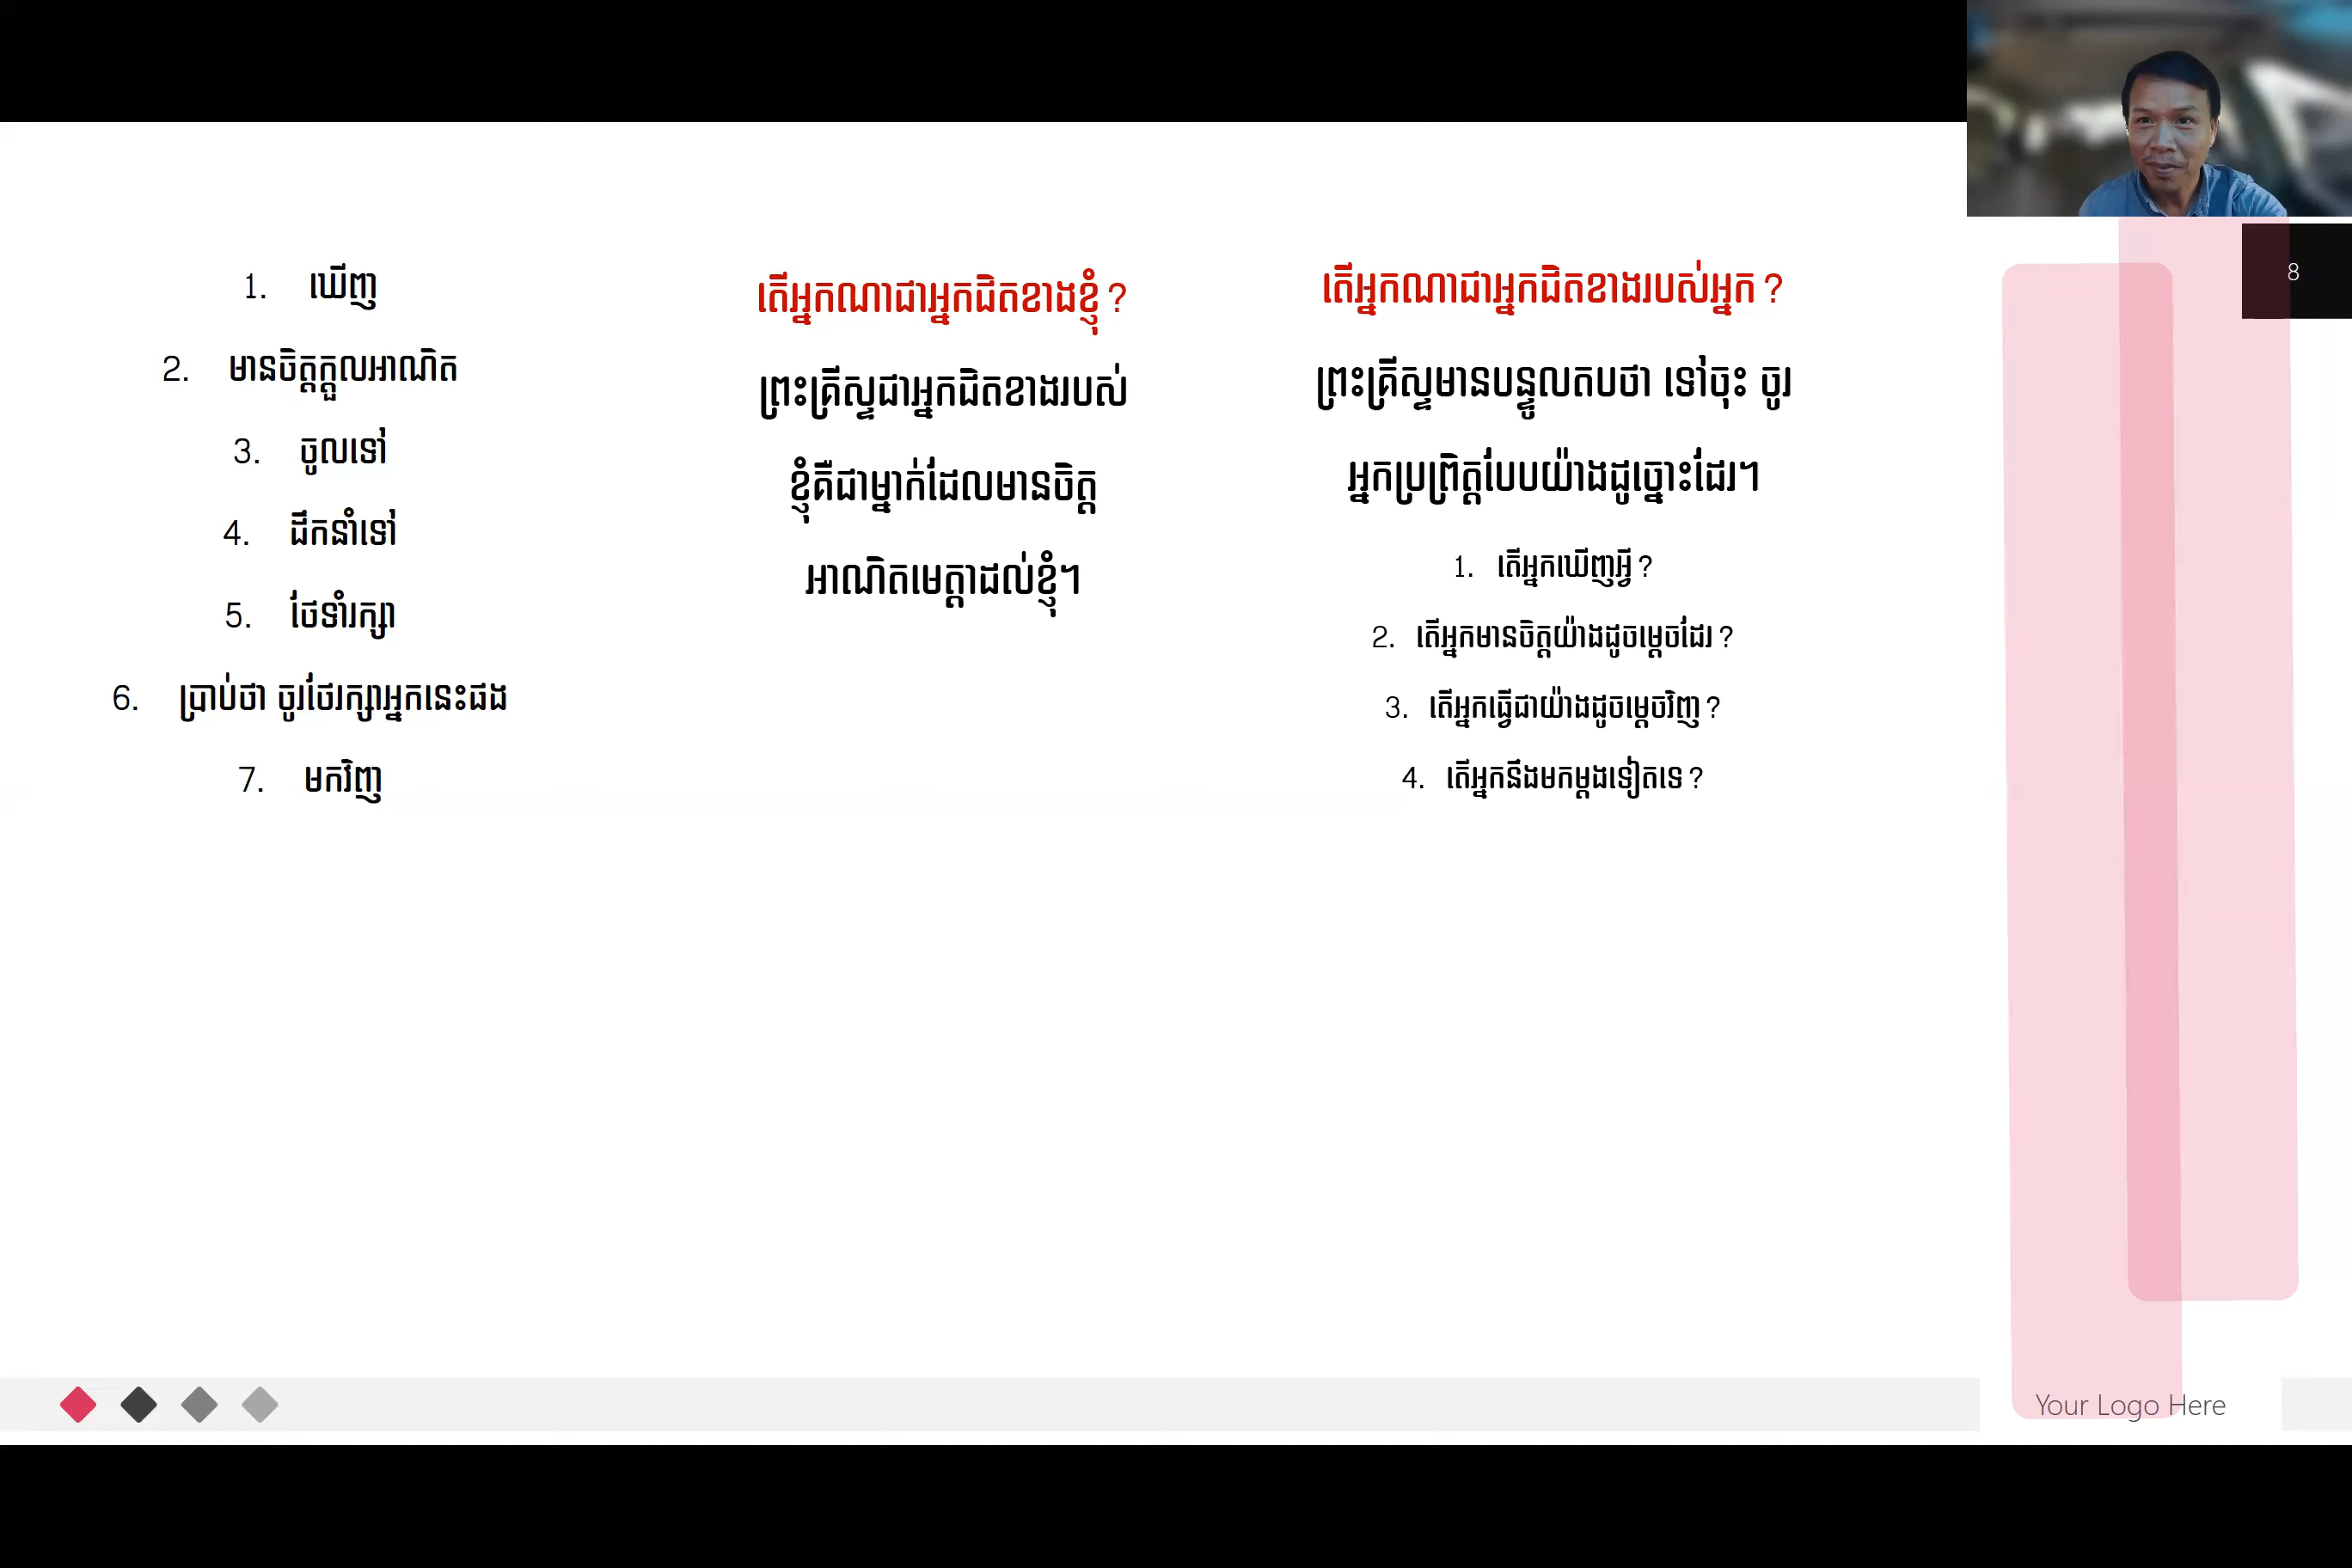 1. ឃើញ
2. មានចិត្តក្តួលអាណិត
3. ចូលទៅ
4. ដឹកនាំទៅ
5. ថែទាំរក្សា
6. ប្រាប់ថា ចូរថែរក្សាអ្នកនេះផង
7. មកវិញ
តើអ្នកណាជាអ្នកជិតខាងខ្ញុំ?
ព្រះគ្រីស្ទជាអ្នកជិតខាងរបស់
ខ្ញុំគឺជាម្នាក់ដែលមានចិត្ត
អាណិតមេត្តាដល់ខ្ញុំ។
តើអ្នកណាជាអ្នកជិតខាងរបស់អ្នក?
ព្រះគ្រីស្ទមានបន្ទូលតបថា ទៅចុះ ចូរ
អ្នកប្រព្រិត្តបែបយ៉ាងដូច្នោះដែរ។
1. តើអ្នកឃើញអ្វី?
2. តើអ្នកមានចិត្តយ៉ាងដូចម្តេចដែរ?
3. តើអ្នកធ្វើជាយ៉ាងដូចម្តេចវិញ?
4. តើអ្នកនឹងមកម្តងទៀតទេ?
8
Your Logo Here